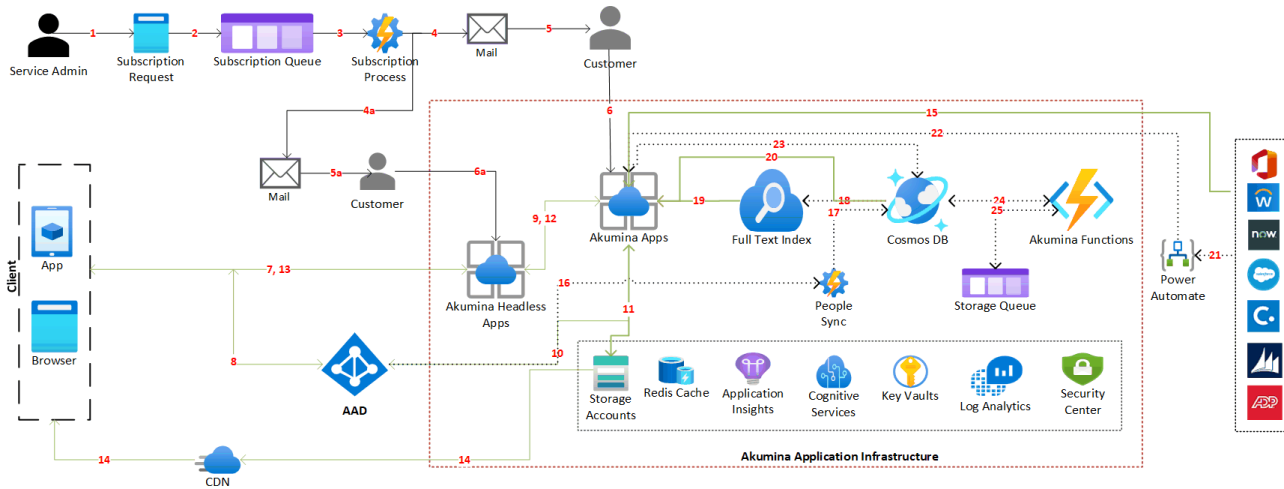 1
2
3
4
5
Service Admin
Subscription
Request
Subscription Queue
Subscription
Process
Mail
Customer
4a
6
15
22
23
20
5a
6a
Mail
Customer
9, 12
19
18
17
24
25
Akumina Apps
Full Text Index
Cosmos DB
Akumina Functions
W
now
salesforce
C.
Client
App
7, 13
16
21
Akumina Headless
Apps
People
Sync
Storage Queue
Power
Automate
11
8
10
Browser
AAD
Storage
Accounts
Redis Cache
Application
Insights
Cognitive
Services
Key Vaults
Log Analytics
Security
Center
ADP
14
14
CDN
Akumina Application Infrastructure